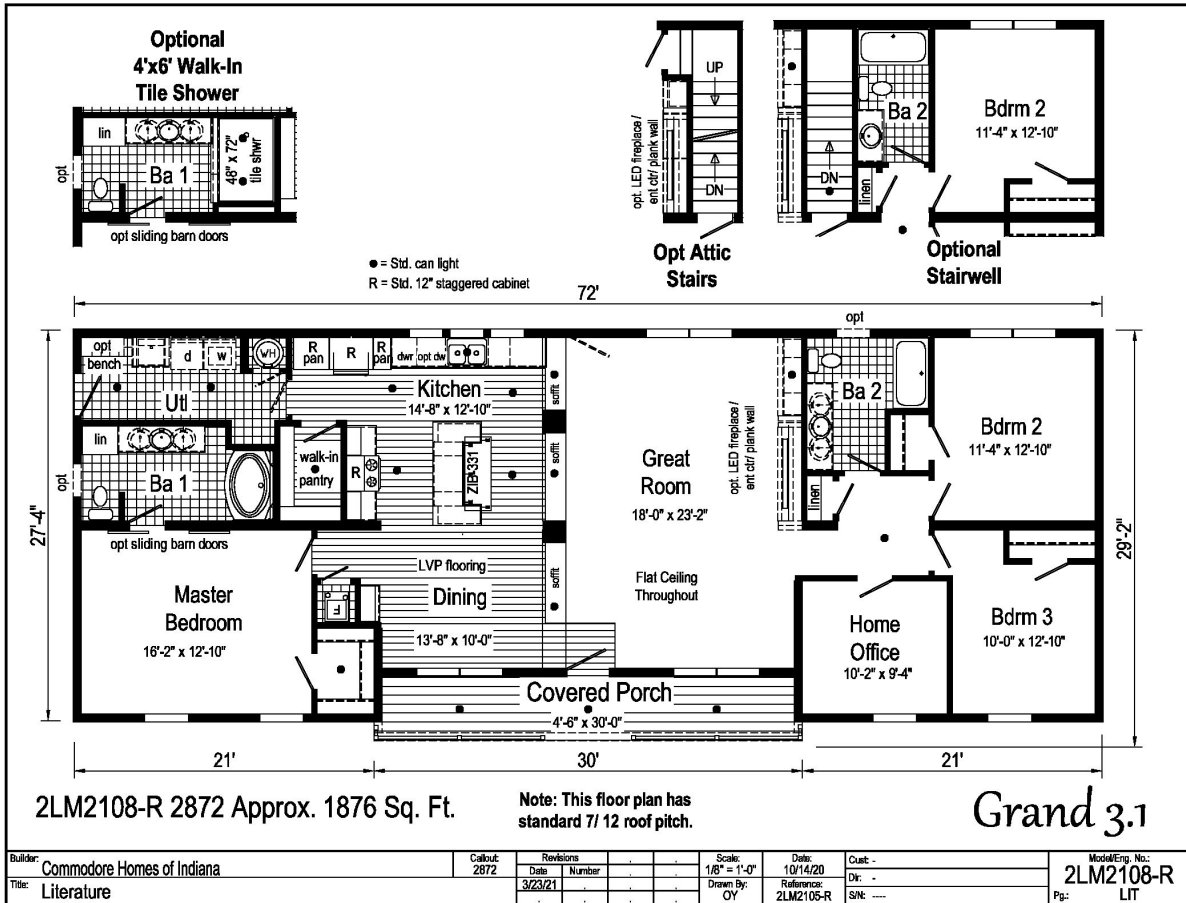 Optional
4'x6' Walk-In
Tile Shower
lin
Ba 1
48" x 72"
tile shwr
opt
opt sliding barn doors
● = Std. can light
R = Std. 12" staggered cabinet
UP
DN
opt. LED fireplace /
ent ctr/ plank wall
Opt Attic
Stairs
DN
linen
Ba 2
Bdrm 2
11'-4" x 12'-10"
Optional
Stairwell
72'
27'-4"
29'-2"
opt
bench
d
w
WH
Utl
R
pan
R
R
pan
dwr
opt dw
Kitchen
14'-8" x 12'-10"
soffit
soffit
soffit
lin
Ba 1
opt
opt sliding barn doors
walk-in
pantry
R
ZIB-331
Great
Room
18'-0" x 23'-2"
Flat Ceiling
Throughout
opt. LED fireplace /
ent ctr/ plank wall
opt
Ba 2
linen
Bdrm 2
11'-4" x 12'-10"
Master
Bedroom
16'-2" x 12'-10"
LVP flooring
Dining
13'-8" x 10'-0"
Home
Office
10'-2" x 9'-4"
Bdrm 3
10'-0" x 12'-10"
Covered Porch
4'-6" x 30'-0"
21'
30'
21'
2LM2108-R 2872 Approx. 1876 Sq. Ft.
Note: This floor plan has
standard 7/ 12 roof pitch.
Grand 3.1
Builder: Commodore Homes of Indiana
Title: Literature
Callout:
2872
Revisions
Date Number
3/23/21
Scale:
1/8" = 1'-0"
Drawn By:
OY
Date:
10/14/20
Reference:
2LM2105-R
Cust: -
Dir: -
S/N: ----
Model/Eng. No.:
2LM2108-R
Pg.: LIT